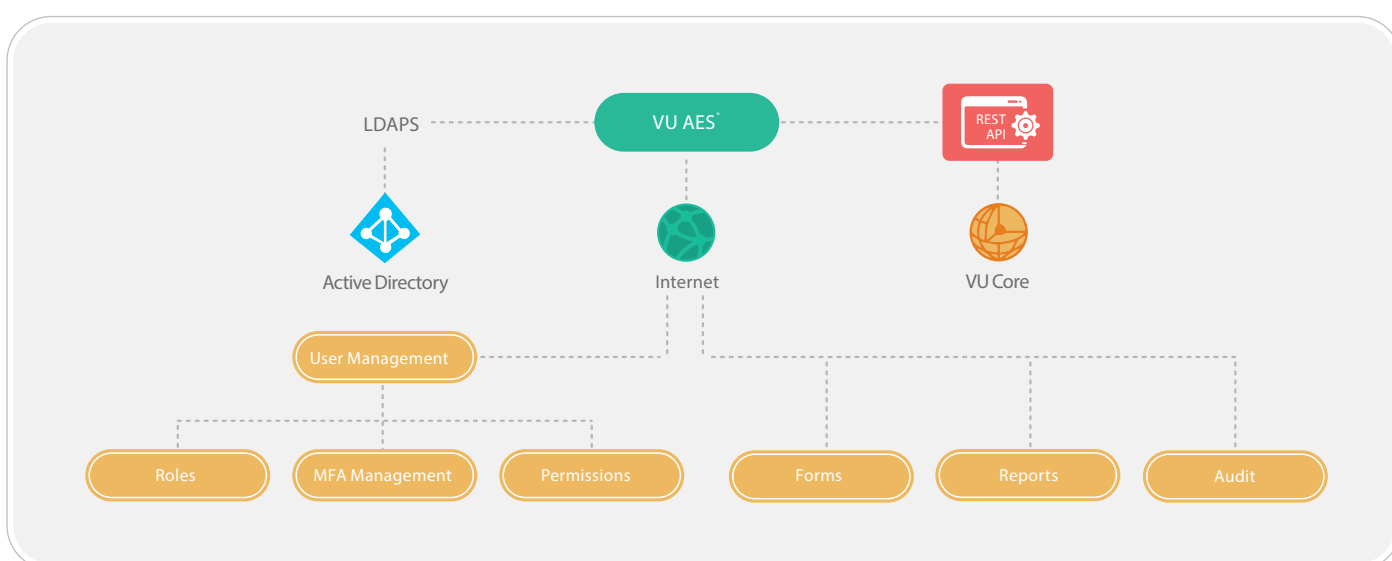 LDAPS
VU AES*
REST
API
Active Directory
Internet
VU Core
User Management
Roles
MFA Management
Permissions
Forms
Reports
Audit